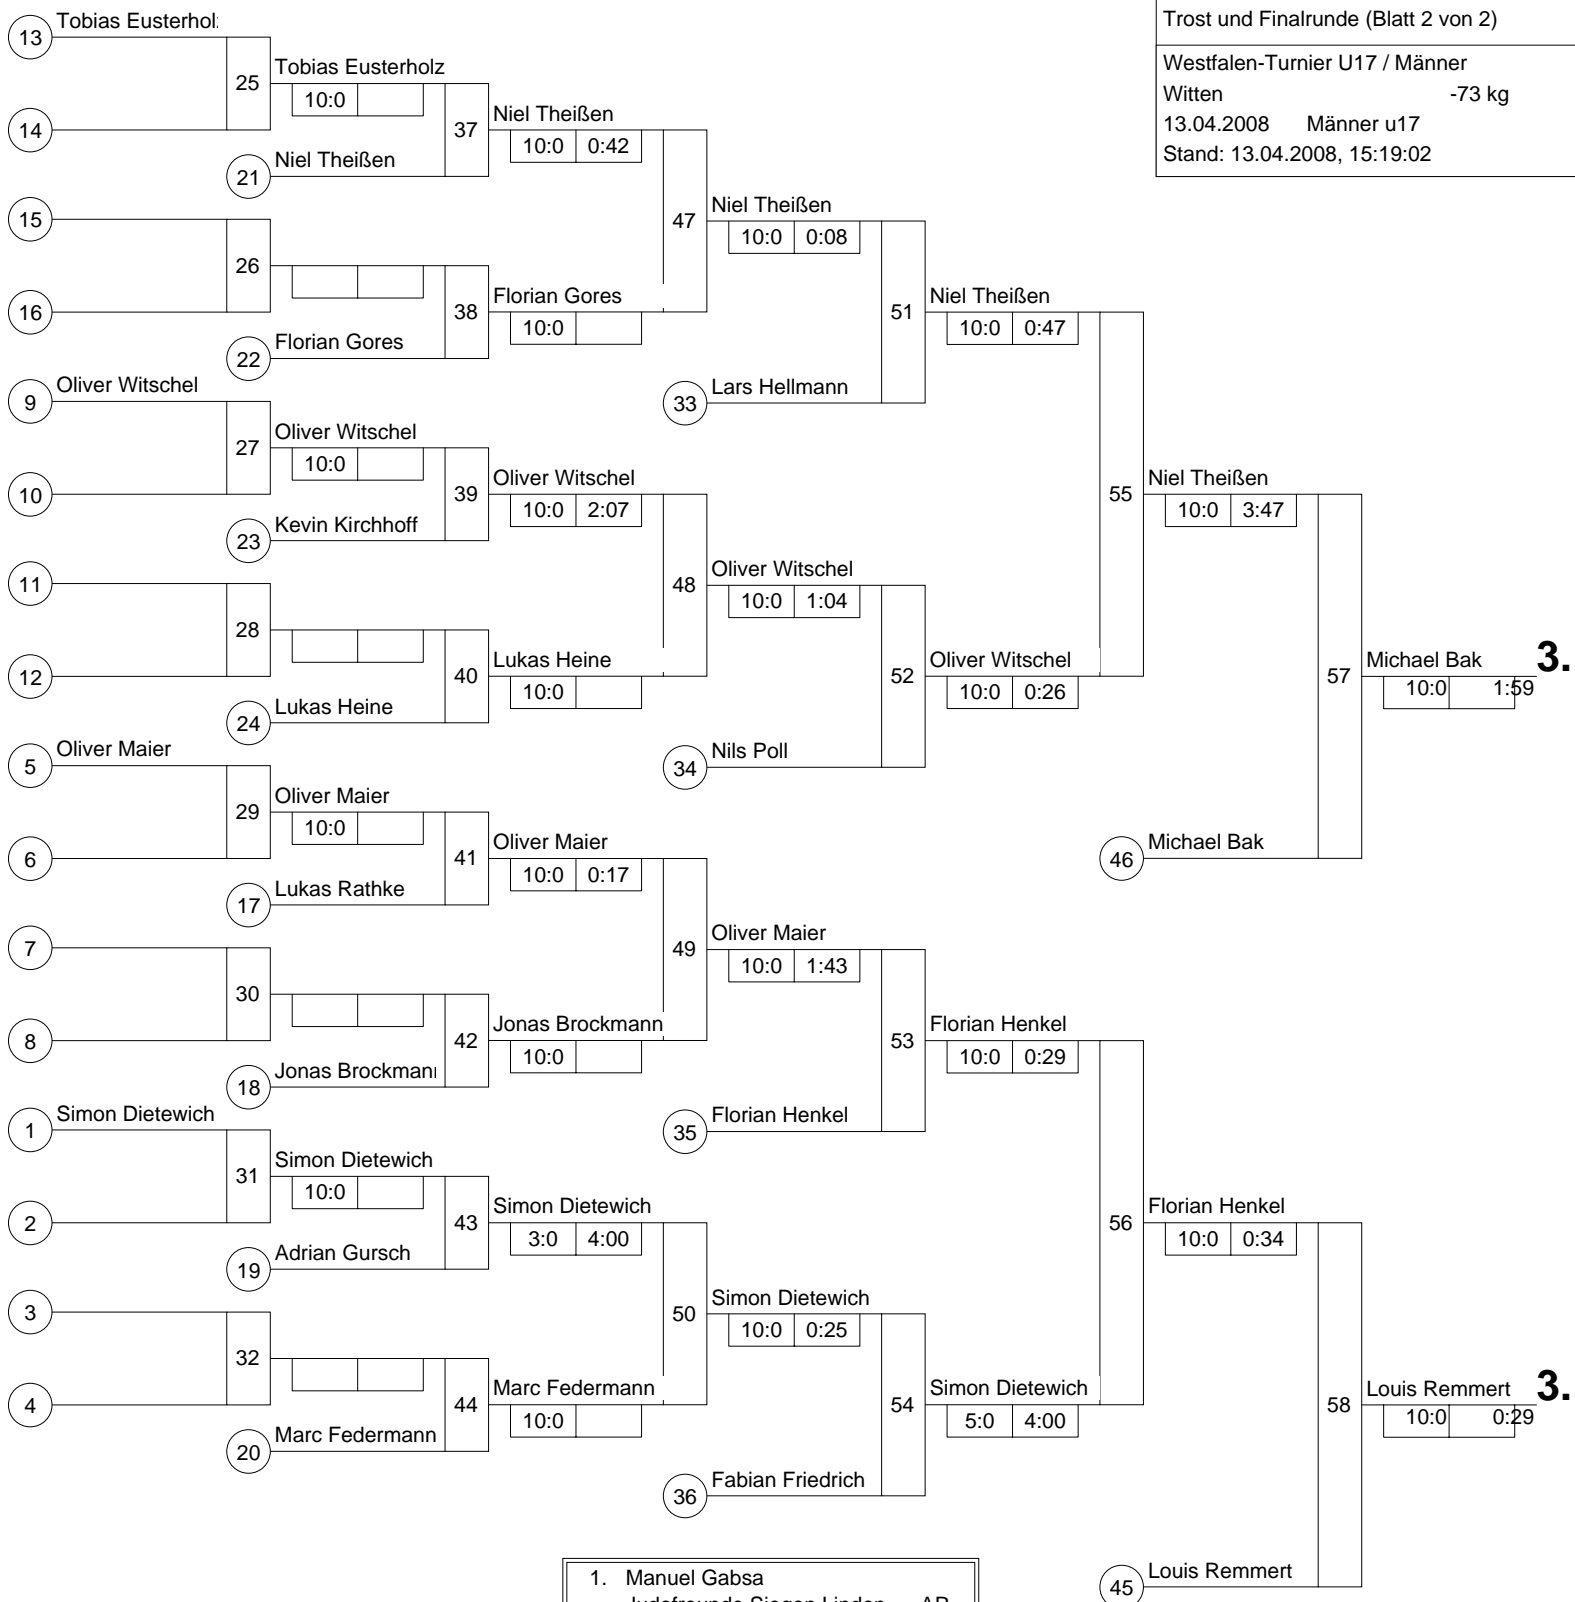 Trost und Finalrunde (Blatt 2 von 2)
Westfalen-Turnier U17 / Männer
Witten -73 kg
13.04.2008 Männer u17
Stand: 13.04.2008, 15:19:02
13 Tobias Eusterhol
25 Tobias Eusterholz
10:0
14
37 Niel Theißen
10:0 0:42
21 Niel Theißen
15
47 Niel Theißen
10:0 0:08
26
16
38 Florian Gores
10:0
22 Florian Gores
51 Niel Theißen
10:0 0:47
33 Lars Hellmann
9 Oliver Witschel
27 Oliver Witschel
10:0
10
39 Oliver Witschel
10:0 2:07
23 Kevin Kirchhoff
55 Niel Theißen
10:0 3:47
11
48 Oliver Witschel
10:0 1:04
28
12
40 Lukas Heine
10:0
24 Lukas Heine
52 Oliver Witschel
10:0 0:26
34 Nils Poll
57 Michael Bak 3.
10:0 1:59
46 Michael Bak
5 Oliver Maier
29 Oliver Maier
10:0
6
41 Oliver Maier
10:0 0:17
17 Lukas Rathke
7
49 Oliver Maier
10:0 1:43
30
8
42 Jonas Brockmann
10:0
18 Jonas Brockman
53 Florian Henkel
10:0 0:29
35 Florian Henkel
1 Simon Dietewich
31 Simon Dietewich
10:0
2
43 Simon Dietewich
3:0 4:00
19 Adrian Gursch
56 Florian Henkel
10:0 0:34
3
50 Simon Dietewich
10:0 0:25
32
4
44 Marc Federmann
10:0
20 Marc Federmann
54 Simon Dietewich
5:0 4:00
36 Fabian Friedrich
58 Louis Remmert 3.
10:0 0:29
45 Louis Remmert
1. Manuel Gabsa